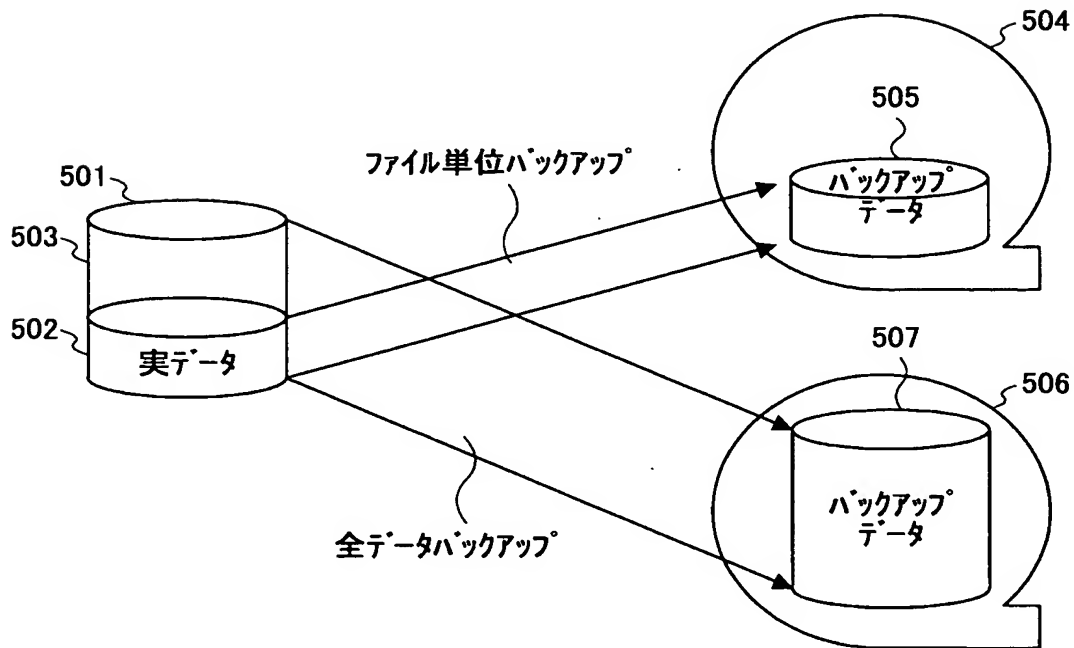 504
505
ファイル単位バックアップ
バックアップ
データ
501
503
502
実データ
507
506
バックアップ
データ
全データバックアップ